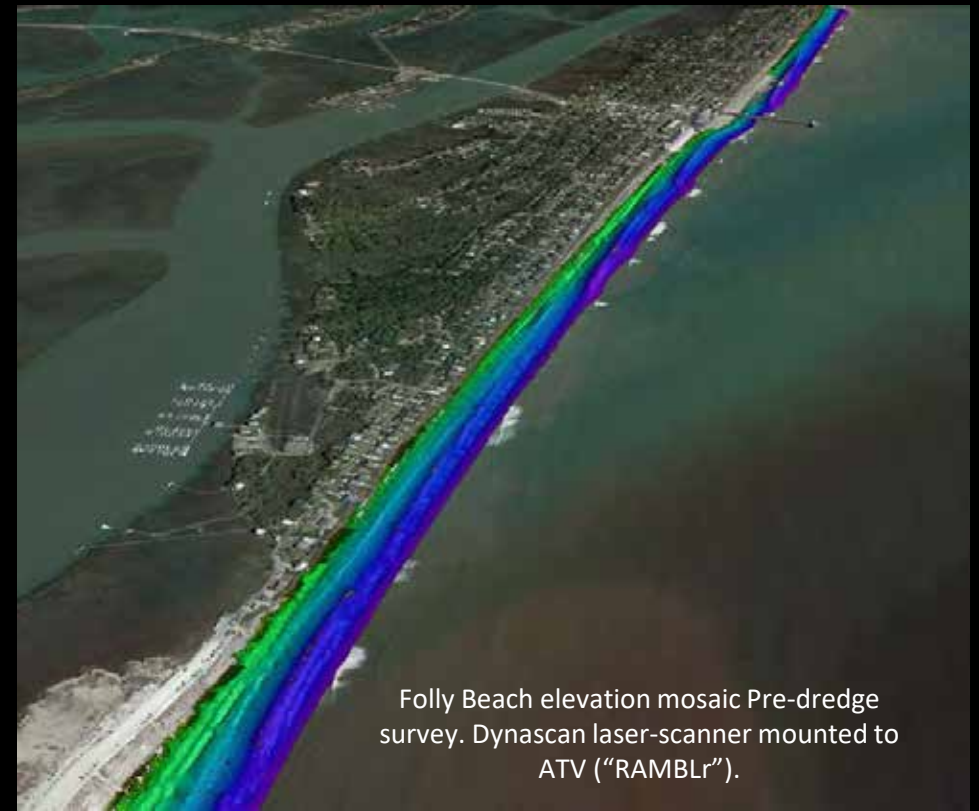 Folly Beach elevation mosaic Pre-dredge
survey. Dynascan laser-scanner mounted to
ATV (“RAMBLr”).